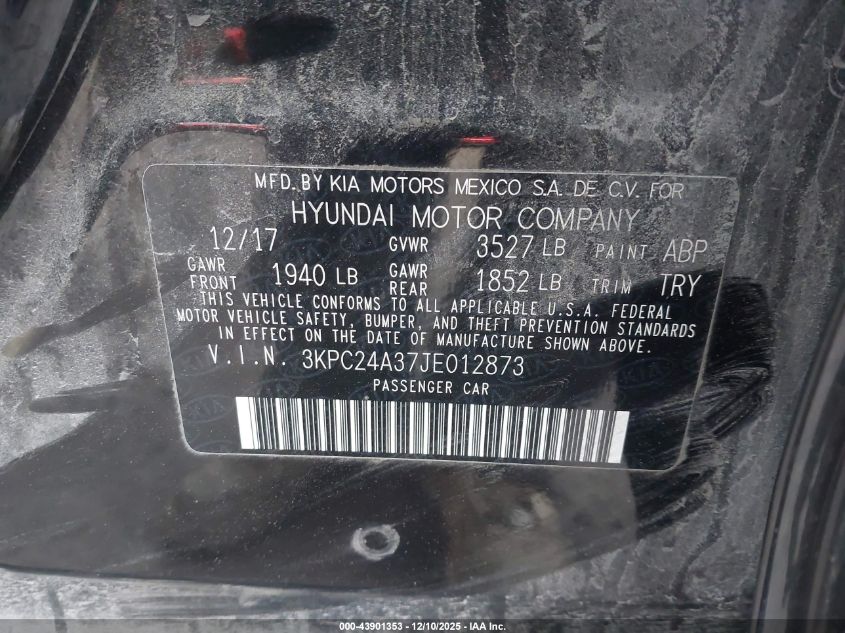 MFD. BY KIA MOTORS MEXICO S.A. DE C.V. FOR
HYUNDAI MOTOR COMPANY
12/17 GVWR 3527 LB PAINT ABP
GAWR FRONT 1940 LB GAWR REAR 1852 LB TRIM TRY
THIS VEHICLE CONFORMS TO ALL APPLICABLE U.S.A. FEDERAL
MOTOR VEHICLE SAFETY, BUMPER, AND THEFT PREVENTION STANDARDS
IN EFFECT ON THE DATE OF MANUFACTURE SHOWN ABOVE.
V.I.N. 3KPC24A37JE012873
PASSENGER CAR
000-43901353 - 12/10/2025 - IAA Inc.